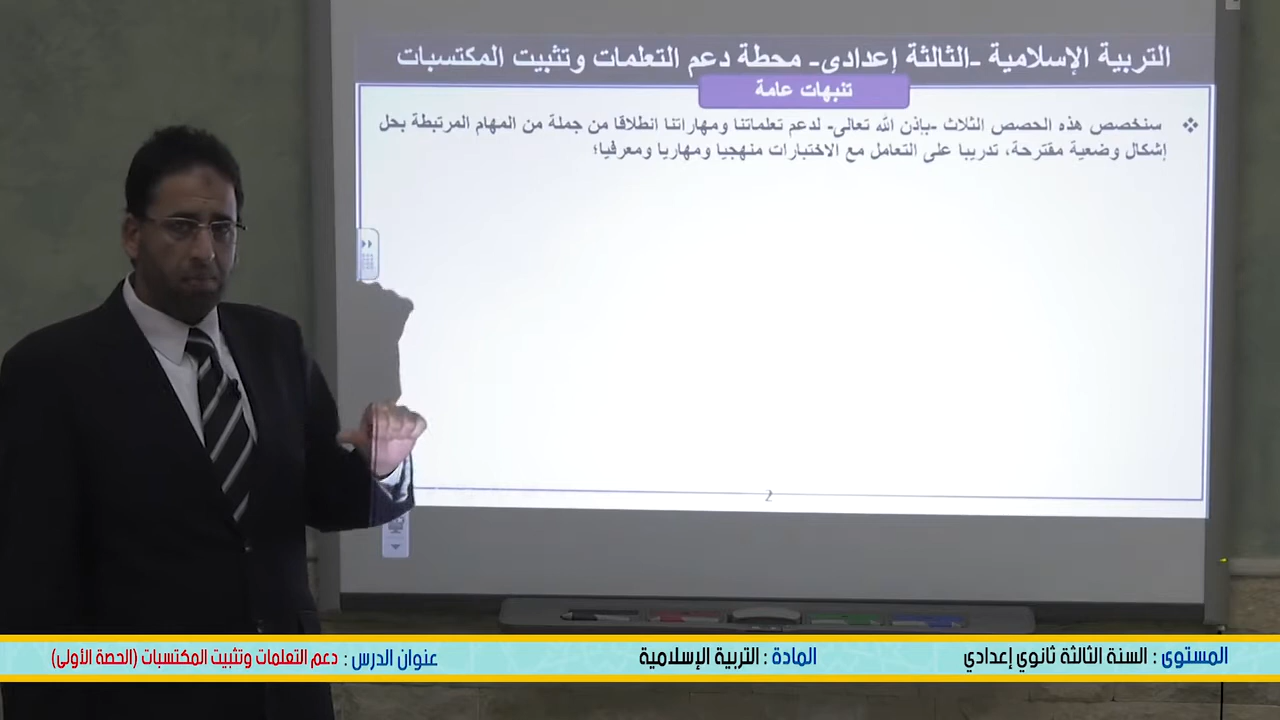 التربية الإسلامية -الثالثة إعدادي- محطة دعم التعلمات وتثبيت المكتسبات
تنبهات عامة
❖ سنخصص هذه الحصص الثلاث -بإذن الله تعالى- لدعم تعلماتنا ومهاراتنا انطلاقا من جملة من المهام المرتبطة بحل
إشكال وضعية مقترحة، تدريبا على التعامل مع الاختبارات منهجيا ومهاريا ومعرفيا؛
2
المستوى : السنة الثالثة ثانوي إعدادي
المادة : التربية الإسلامية
عنوان الدرس : دعم التعلمات وتثبيت المكتسبات (الحصة الأولى)